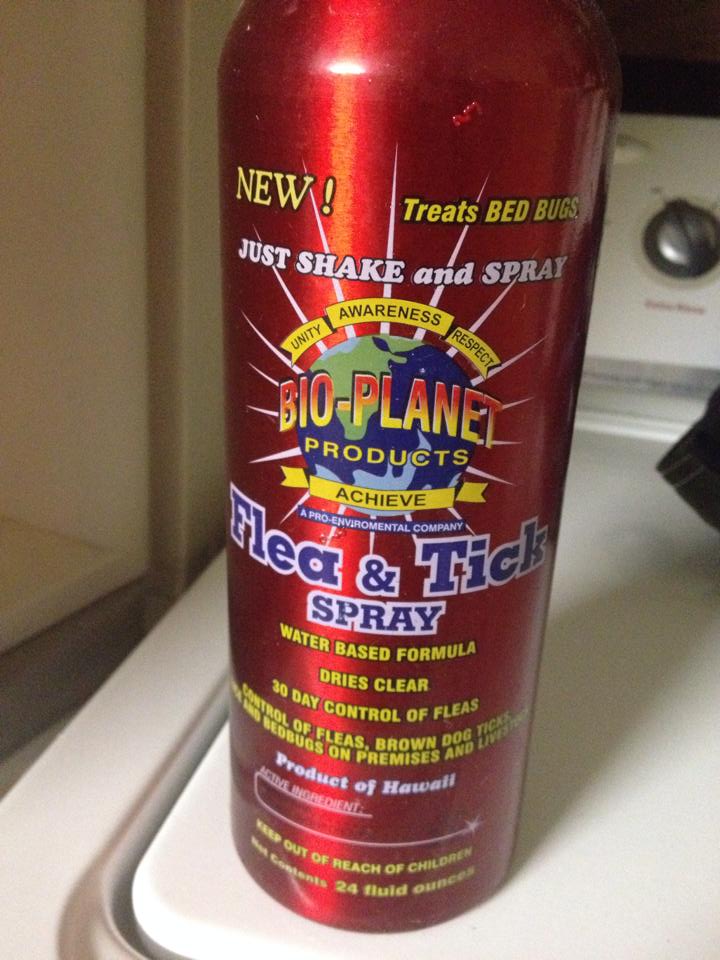 NEW!
Treats BED BUGS
JUST SHAKE and SPRAY
UNITY AWARENESS RESPECT
BIO-PLANET
PRODUCTS
ACHIEVE
A PRO-ENVIROMENTAL COMPANY
Flea & Tick
SPRAY
WATER BASED FORMULA
DRIES CLEAR
30 DAY CONTROL OF FLEAS
CONTROL OF FLEAS, BROWN DOG TICKS,
AND BEDBUGS ON PREMISES AND
Product of Hawaii
ACTIVE INGREDIENT:
KEEP OUT OF REACH OF CHILDREN
Net Contents 24 fluid ounces